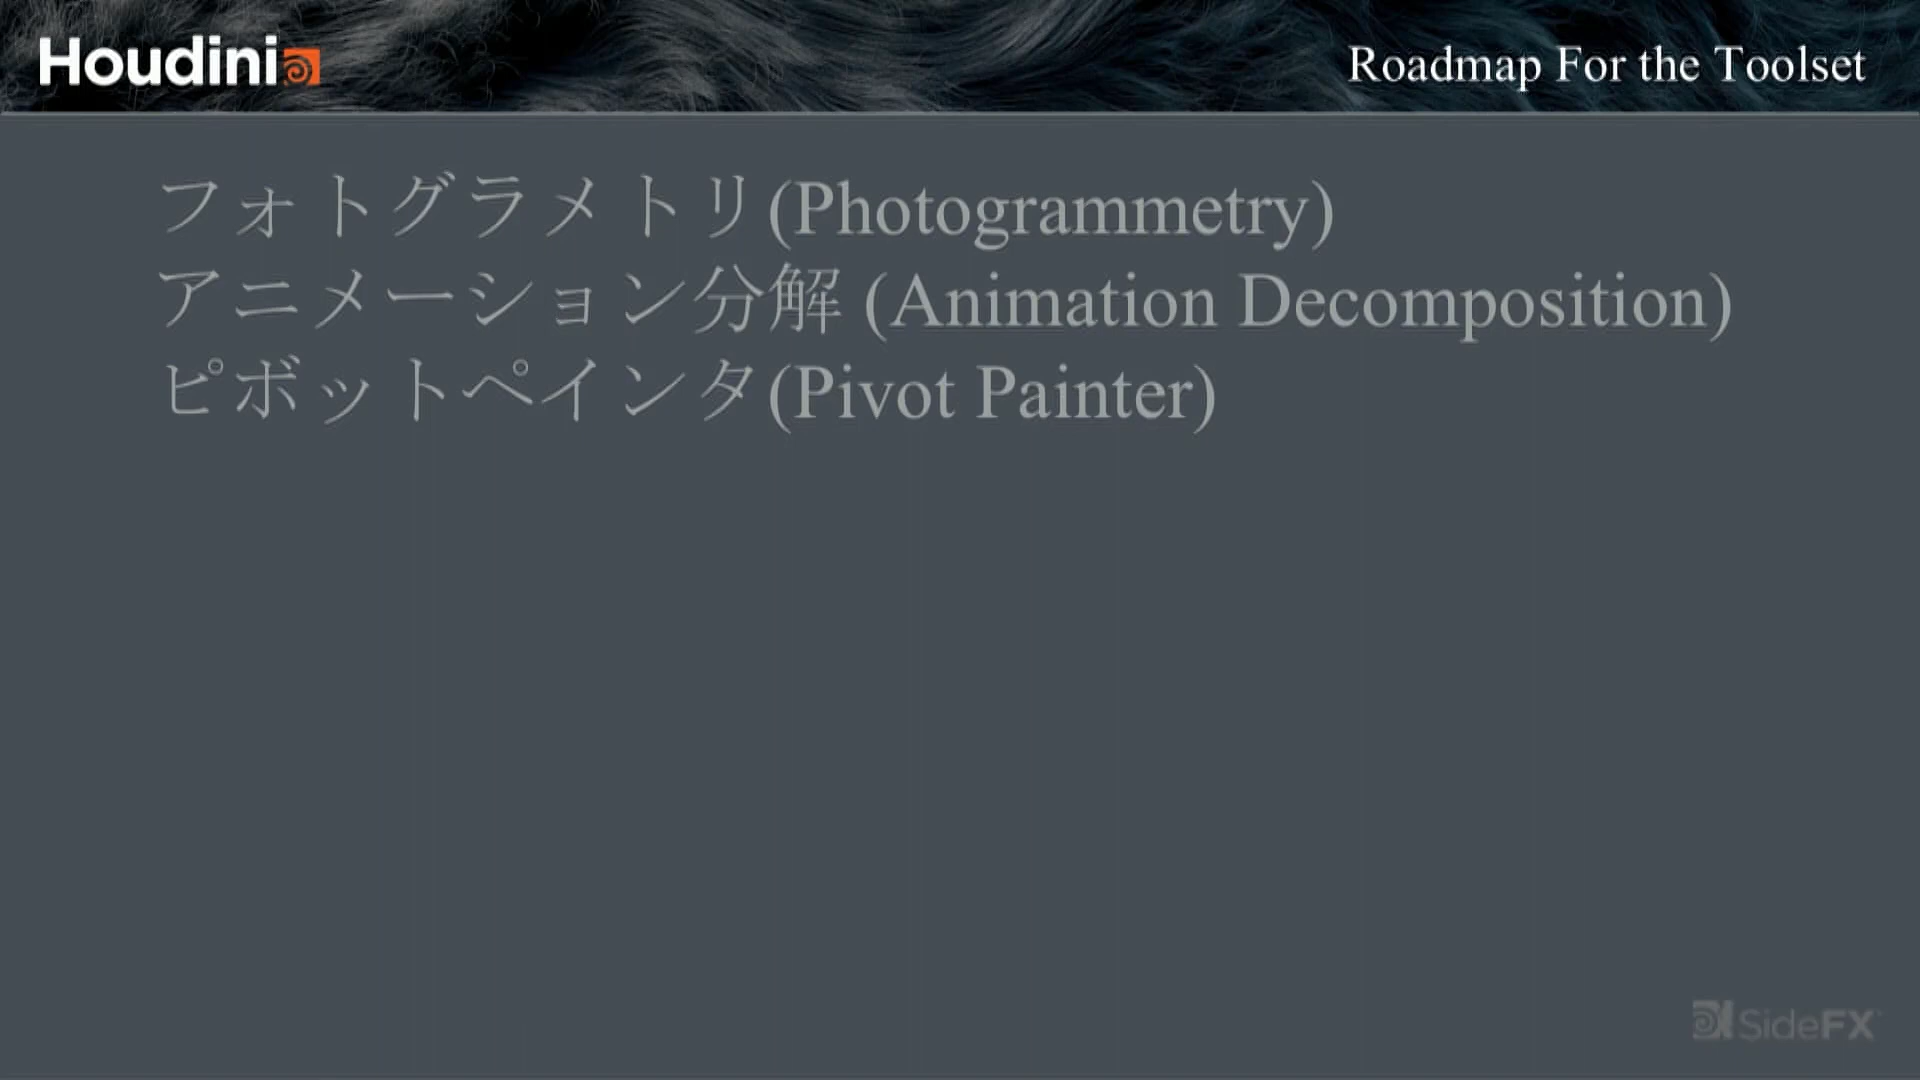 Houdini
Roadmap For the Toolset
フォトグラメトリ(Photogrammetry)
アニメーション分解 (Animation Decomposition)
ピボットペインタ(Pivot Painter)
SideFX